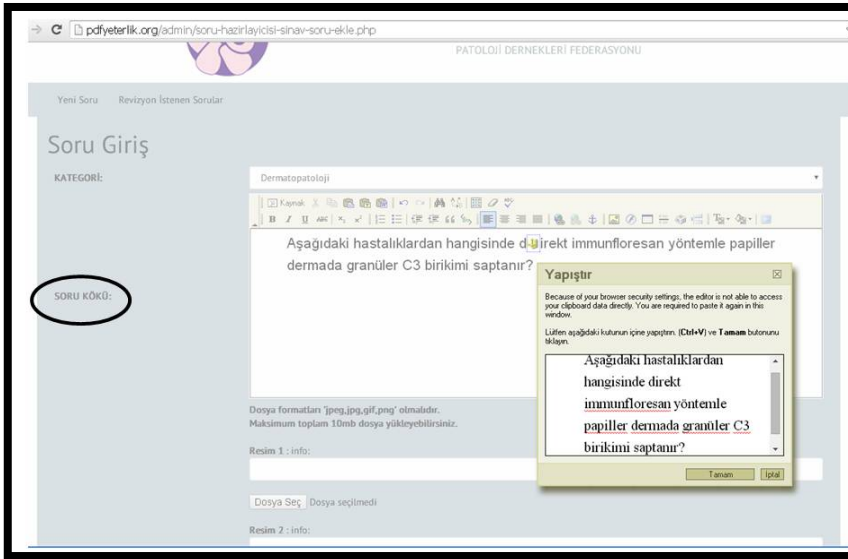 pdfyeterlik.org/admin/soru-hazirlayicisi-sinav-soru-ekle.php
PATOLOJİ DERNEKLERİ FEDERASYONU
Yeni Soru Revizyon İstenen Sorular
Soru Giriş
KATEGORİ:
Dermatopatoloji
Kaynak
Aşağıdaki hastalıklardan hangisinde d irekt immunfloresan yöntemle papiller
dermada granüler C3 birikimi saptanır?
SORU KÖKÜ:
Yapıştır
Because of your browser security settings, the editor is not able to access
your clipboard data directly. You are required to paste it again in this
window.
Lütfen aşağıdaki kutunun içine yapıştırın. (Ctrl+V) ve Tamam butonunu
tıklayın.
Aşağıdaki hastalıklardan
hangisinde direkt
immunfloresan yöntemle
papiller dermada granüler C3
birikimi saptanır?
Tamam İptal
Dosya formatları 'jpeg,jpg,gif,png' olmalıdır.
Maksimum toplam 10mb dosya yükleyebilirsiniz.
Resim 1 : info:
Dosya Seç Dosya seçilmedi
Resim 2 : info: